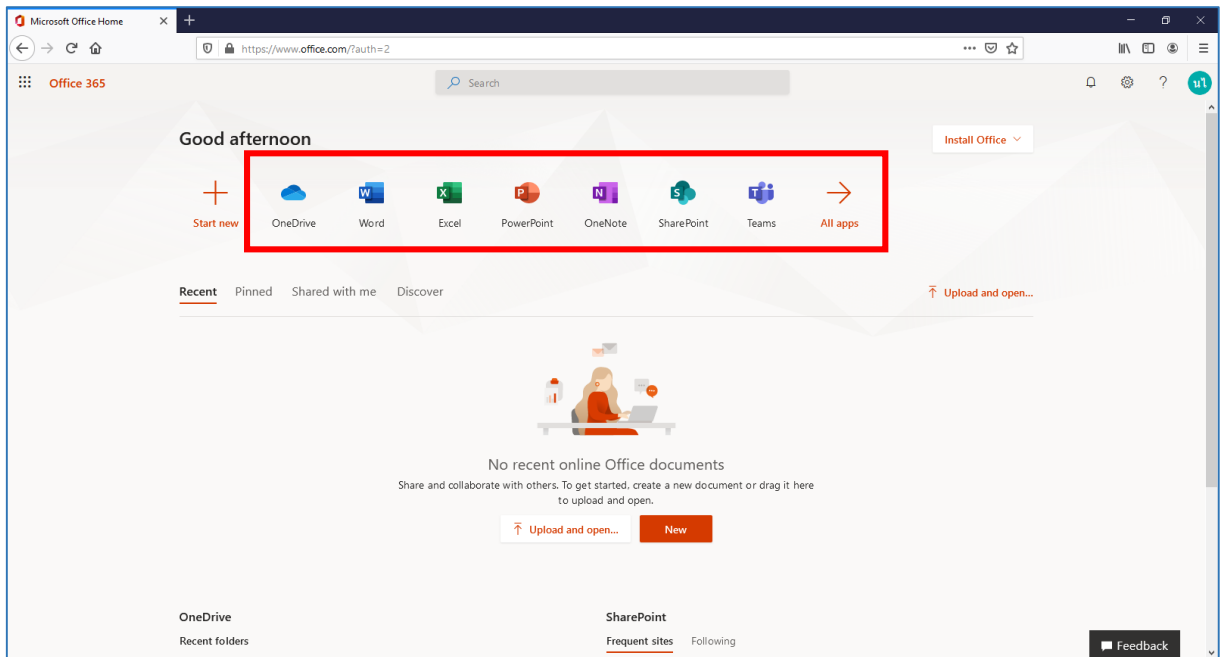 Microsoft Office Home
https://www.office.com/?auth=2
Office 365
Search
นไ
Good afternoon
Install Office
Start new
OneDrive
Word
Excel
PowerPoint
OneNote
SharePoint
Teams
All apps
Recent Pinned Shared with me Discover
Upload and open...
No recent online Office documents
Share and collaborate with others. To get started, create a new document or drag it here
to upload and open.
Upload and open... New
OneDrive
Recent folders
SharePoint
Frequent sites Following
Feedback